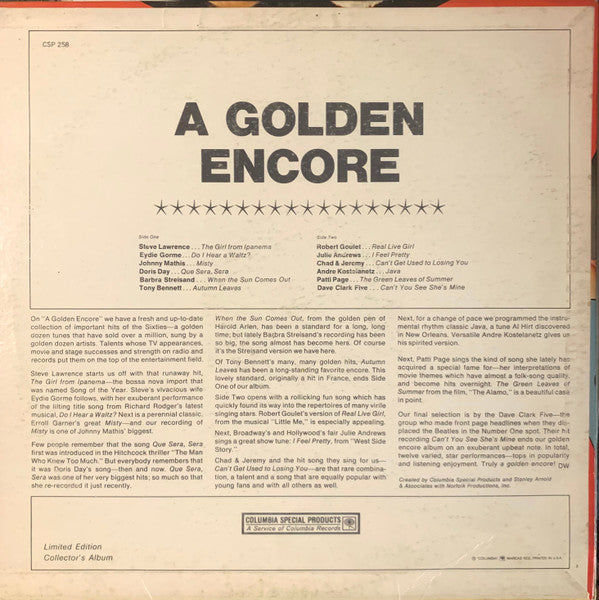 CSP 258
A GOLDEN
ENCORE
Side One
Steve Lawrence . . . The Girl from Ipanema
Eydie Gorme . . . Do I Hear a Waltz?
Johnny Mathis . . . Misty
Doris Day . . . Que Sera, Sera
Barbra Streisand . . . When the Sun Comes Out
Tony Bennett . . . Autumn Leaves
Side Two
Robert Goulet . . . Real Live Girl
Julie Andrews . . . I Feel Pretty
Chad & Jeremy . . . Can't Get Used to Losing You
Andre Kostelanetz . . . Java
Patti Page . . . The Green Leaves of Summer
Dave Clark Five . . . Can't You See She's Mine
On "A Golden Encore" we have a fresh and up-to-date
collection of important hits of the Sixties—a golden
dozen tunes that have sold over a million, sung by a
golden dozen artists. Talents whose TV appearances,
movie and stage successes and strength on radio and
records put them on the top of the entertainment field.
Steve Lawrence starts us off with that runaway hit,
The Girl from Ipanema—the bossa nova import that
was named Song of the Year. Steve's vivacious wife
Eydie Gorme follows, with her exuberant performance
of the lilting title song from Richard Rodger's latest
musical, Do I Hear a Waltz? Next is a perennial classic,
Erroll Garner's great Misty—and our recording of
Misty is one of Johnny Mathis' biggest.
Few people remember that the song Que Sera, Sera
first was introduced in the Hitchcock thriller "The Man
Who Knew Too Much." But everybody remembers that
it was Doris Day's song—then and now. Que Sera,
Sera was one of her very biggest hits; so much so that
she re-recorded it just recently.
When the Sun Comes Out, from the golden pen of
Harold Arlen, has been a standard for a long, long
time; but lately Barbra Streisand's recording has been
so big, the song almost has become hers. Of course
it's the Streisand version we have here.
Of Tony Bennett's many, many golden hits, Autumn
Leaves has been a long-standing favorite encore. This
lovely standard, originally a hit in France, ends Side
One of our album.
Side Two opens with a rollicking fun song which has
quickly found its way into the repertoires of many virile
singing stars. Robert Goulet's version of Real Live Girl,
from the musical "Little Me," is especially appealing.
Next, Broadway's and Hollywood's fair Julie Andrews
sings a great show tune: I Feel Pretty, from "West Side
Story."
Chad & Jeremy and the hit song they sing for us—
Can't Get Used to Losing You—are that rare combina-
tion, a talent and a song that are equally popular with
young fans and with all others as well.
Next, for a change of pace we programmed the instru-
mental rhythm classic Java, a tune Al Hirt discovered
in New Orleans. Versatile Andre Kostelanetz gives us
his spirited version.
Next, Patti Page sings the kind of song she lately has
acquired a special fame for—her interpretations of
movie themes which have almost a folk-song quality,
and become hits overnight. The Green Leaves of
Summer from the film, "The Alamo," is a beautiful case
in point.
Our final selection is by the Dave Clark Five—the
group who made front page headlines when they dis-
placed the Beatles in the Number One spot. Their hit
recording Can't You See She's Mine ends our golden
encore album on an exuberant upbeat note. In total,
twelve varied, star performances—tops in popularity
and listening enjoyment. Truly a golden encore! DW
Created by Columbia Special Products and Stanley Arnold
& Associates with Norlock Productions, Inc.
COLUMBIA SPECIAL PRODUCTS
A Service of Columbia Records
Limited Edition
Collector's Album
© "COLUMBIA", MARCAS REG. PRINTED IN U.S.A.